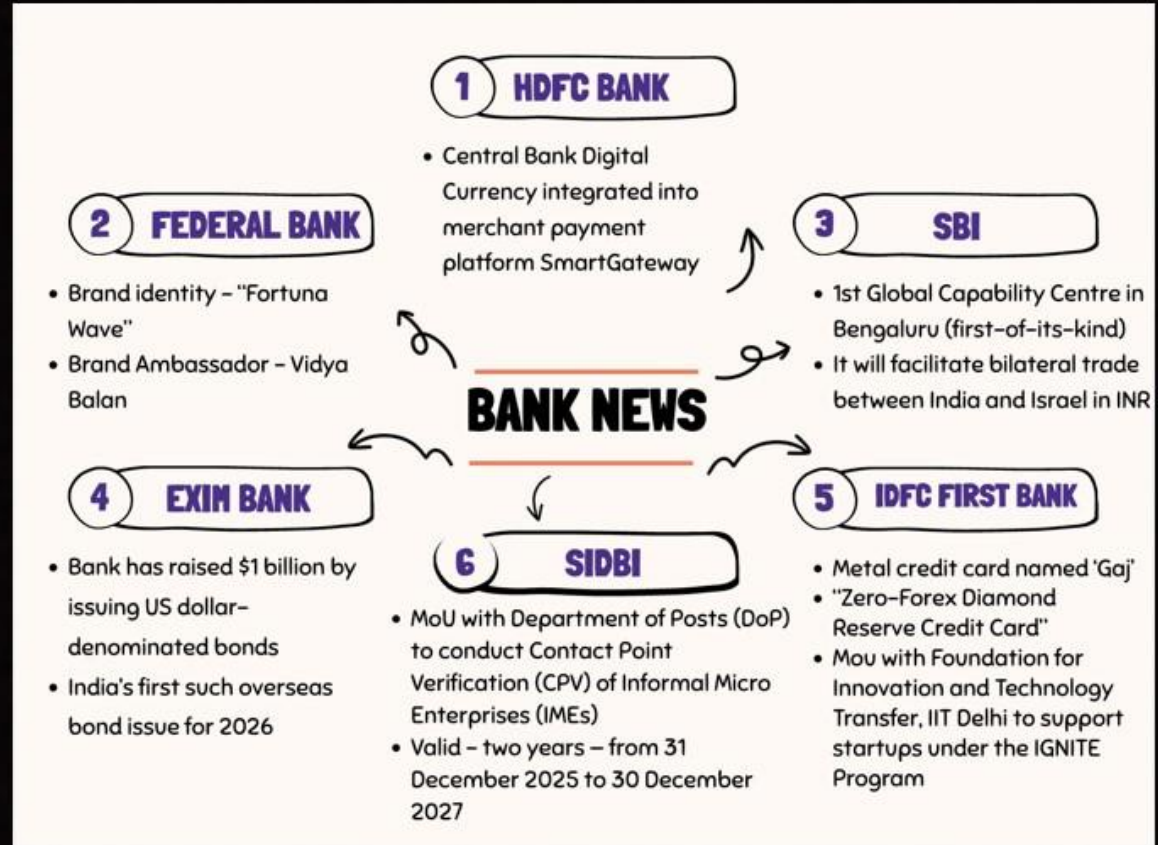 1 HDFC BANK
• Central Bank Digital
Currency integrated into
merchant payment
platform SmartGateway
2 FEDERAL BANK
• Brand identity – "Fortuna
Wave"
• Brand Ambassador – Vidya
Balan
3 SBI
• 1st Global Capability Centre in
Bengaluru (first-of-its-kind)
• It will facilitate bilateral trade
between India and Israel in INR
BANK NEWS
4 EXIM BANK
• Bank has raised $1 billion by
issuing US dollar-
denominated bonds
• India's first such overseas
bond issue for 2026
5 IDFC FIRST BANK
• Metal credit card named 'Gaj'
• "Zero-Forex Diamond
Reserve Credit Card"
• Mou with Foundation for
Innovation and Technology
Transfer, IIT Delhi to support
startups under the IGNITE
Program
6 SIDBI
• MoU with Department of Posts (DoP)
to conduct Contact Point
Verification (CPV) of Informal Micro
Enterprises (IMEs)
• Valid – two years – from 31
December 2025 to 30 December
2027